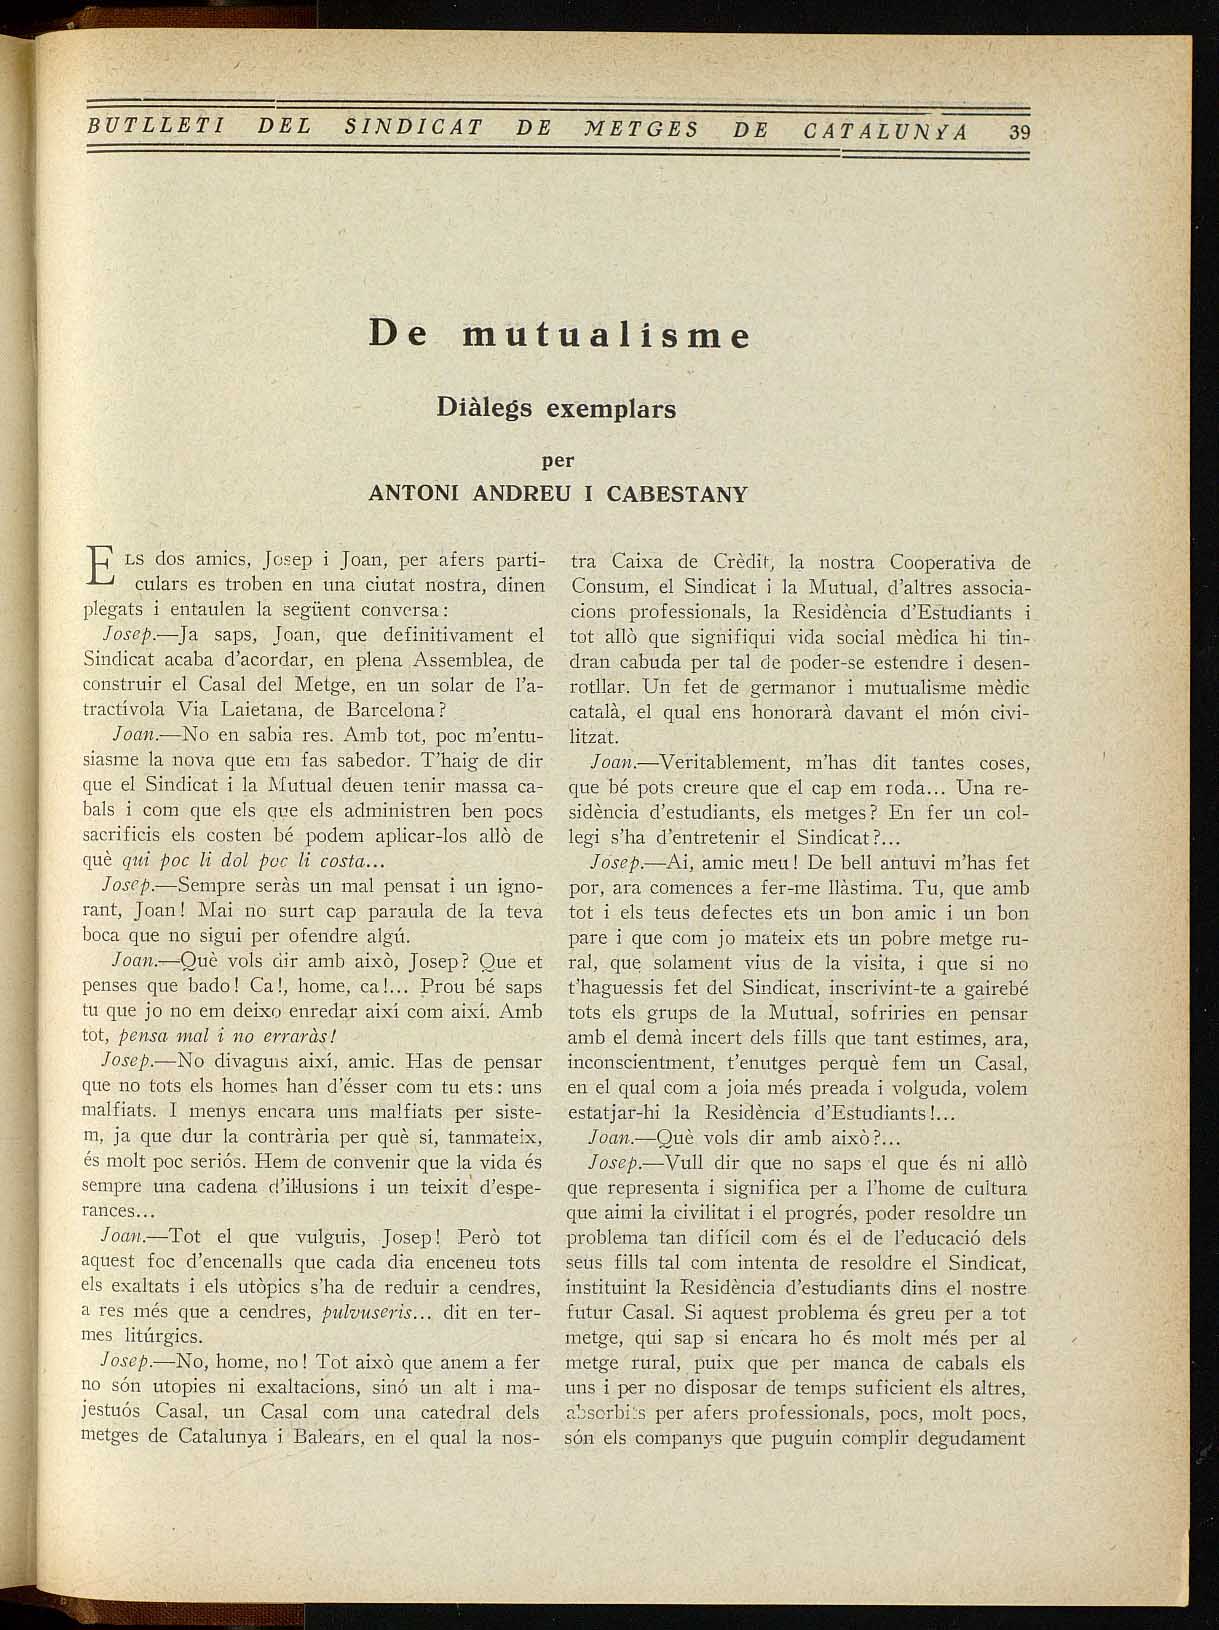 BUTLLETI DEL SINDICAT DE METGES DE CATALUNYA 39
De mutualisme
Diàlegs exemplars
per
ANTONI ANDREU I CABESTANY
ELS dos amics, Josep i Joan, per afers parti-
culars es troben en una ciutat nostra, dinen
plegats i entaulen la següent conversa:
Josep.—Ja saps, Joan, que definitivament el
Sindicat acaba d'acordar, en plena Assemblea, de
construir el Casal del Metge, en un solar de l'a-
tractívola Via Laietana, de Barcelona?
Joan.—No en sabia res. Amb tot, poc m'entu-
siasme la nova que em fas sabedor. T'haig de dir
que el Sindicat i la Mutual deuen tenir massa ca-
bals i com que els que els administren ben pocs
sacrificis els costen bé podem aplicar-los allò de
què qui poc li dol poc li costa...
Josep.—Sempre seràs un mal pensat i un igno-
rant, Joan! Mai no surt cap paraula de la teva
boca que no sigui per ofendre algú.
Joan.—Què vols dir amb això, Josep? Que et
penses que bado! Ca!, home, ca!... Prou bé saps
tu que jo no em deixo enredar així com així. Amb
tot, pensa mal i no erraràs!
Josep.—No divaguis així, amic. Has de pensar
que no tots els homes han d'ésser com tu ets: uns
malfiats. I menys encara uns malfiats per siste-
m, ja que dur la contrària per què sí, tanmateix,
és molt poc seriós. Hem de convenir que la vida és
sempre una cadena d'il·lusions i un teixit d'espe-
rances...
Joan.—Tot el que vulguis, Josep! Però tot
aquest foc d'encenalls que cada dia enceneu tots
els exaltats i els utòpics s'ha de reduir a cendres,
a res més que a cendres, pulvuseris... dit en ter-
mes litúrgics.
Josep.—No, home, no! Tot això que anem a fer
no són utopies ni exaltacions, sinó un alt i ma-
jestuós Casal, un Casal com una catedral dels
metges de Catalunya i Balears, en el qual la nos-
tra Caixa de Crèdit, la nostra Cooperativa de
Consum, el Sindicat i la Mutual, d'altres associa-
cions professionals, la Residència d'Estudiants i
tot allò que signifiqui vida social mèdica hi tin-
dran cabuda per tal de poder-se estendre i desen-
rotllar. Un fet de germanor i mutualisme mèdic
català, el qual ens honorarà davant el món civi-
litzat.
Joan.—Veritablement, m'has dit tantes coses,
que bé pots creure que el cap em roda... Una re-
sidència d'estudiants, els metges? En fer un col-
legi s'ha d'entretenir el Sindicat?...
Josep.—Ai, amic meu! De bell antuvi m'has fet
por, ara comences a fer-me llàstima. Tu, que amb
tot i els teus defectes ets un bon amic i un bon
pare i que com jo mateix ets un pobre metge ru-
ral, que solament vius de la visita, i que si no
t'haguessis fet del Sindicat, inscrivint-te a gairebé
tots els grups de la Mutual, sofriries en pensar
amb el demà incert dels fills que tant estimes, ara,
inconscientment, t'enutges perquè fem un Casal,
en el qual com a joia més preada i volguda, volem
estatjar-hi la Residència d'Estudiants!...
Joan.—Què vols dir amb això?...
Josep.—Vull dir que no saps el que és ni allò
que representa i significa per a l'home de cultura
que aimi la civilitat i el progrés, poder resoldre un
problema tan difícil com és el de l'educació dels
seus fills tal com intenta de resoldre el Sindicat,
instituint la Residència d'estudiants dins el nostre
futur Casal. Si aquest problema és greu per a tot
metge, qui sap si encara ho és molt més per al
metge rural, puix que per manca de cabals els
uns i per no disposar de temps suficient els altres,
absorbits per afers professionals, pocs, molt pocs,
són els companys que puguin complir degudament